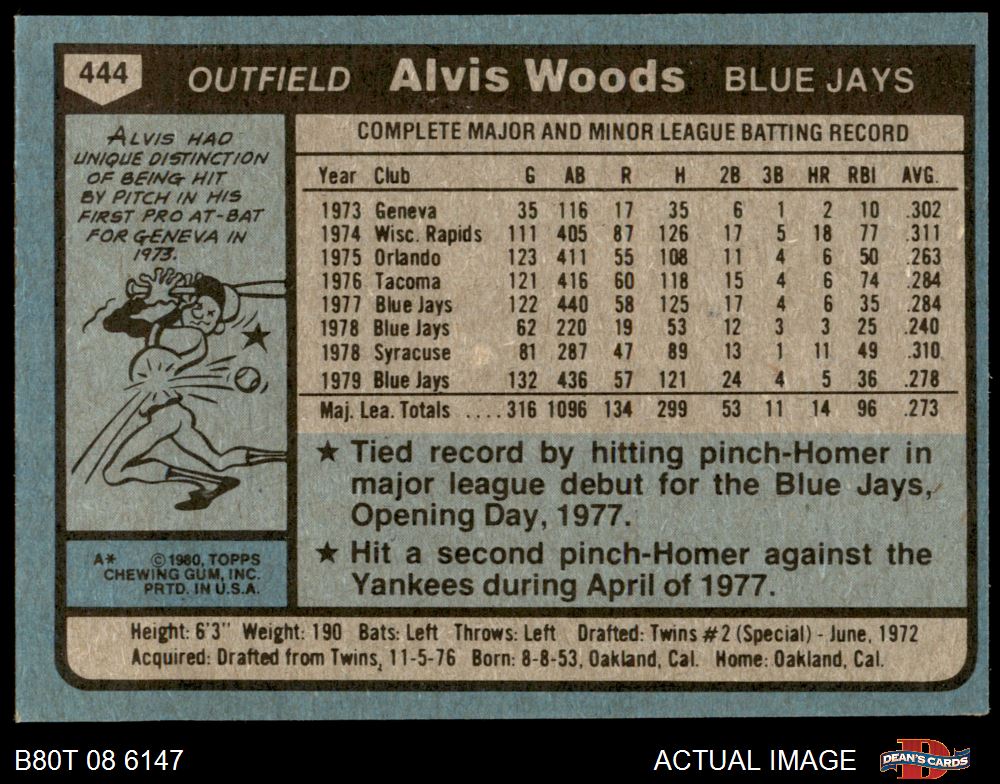 444 OUTFIELD Alvis Woods BLUE JAYS
ALVIS HAD
UNIQUE DISTINCTION
OF BEING HIT
BY PITCH IN HIS
FIRST PRO AT-BAT
FOR GENEVA IN
1973.
A* ©1980, TOPPS
CHEWING GUM, INC.
PRTD. IN U.S.A.
COMPLETE MAJOR AND MINOR LEAGUE BATTING RECORD
Year Club G AB R H 2B 3B HR RBI AVG.
1973 Geneva 35 116 17 35 6 1 2 10 .302
1974 Wisc. Rapids 111 405 87 126 17 5 18 77 .311
1975 Orlando 123 411 55 108 11 4 6 50 .263
1976 Tacoma 121 416 60 118 15 4 6 74 .284
1977 Blue Jays 122 440 58 125 17 4 6 35 .284
1978 Blue Jays 62 220 19 53 12 3 3 25 .240
1978 Syracuse 81 287 47 89 13 1 11 49 .310
1979 Blue Jays 132 436 57 121 24 4 5 36 .278
Maj. Lea. Totals ....316 1096 134 299 53 11 14 96 .273
★ Tied record by hitting pinch-Homer in
major league debut for the Blue Jays,
Opening Day, 1977.
★ Hit a second pinch-Homer against the
Yankees during April of 1977.
Height: 6'3" Weight: 190 Bats: Left Throws: Left Drafted: Twins #2 (Special) - June, 1972
Acquired: Drafted from Twins, 11-5-76 Born: 8-8-53, Oakland, Cal. Home: Oakland, Cal.
B80T 08 6147 ACTUAL IMAGE DEAN'S CARDS